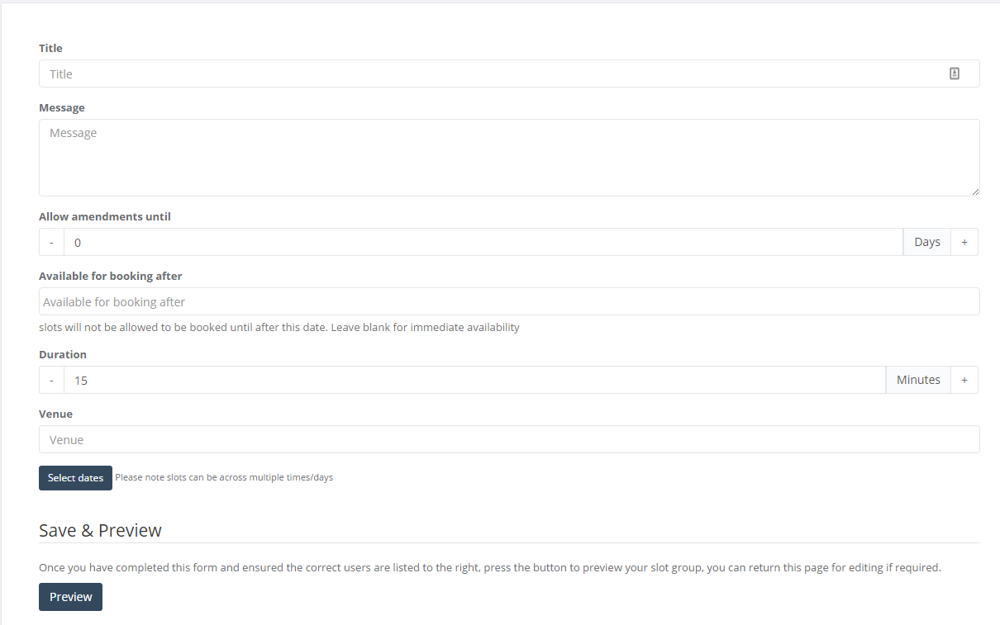 Title
Title
Message
Message
Allow amendments until
- 0 Days +
Available for booking after
Available for booking after
slots will not be allowed to be booked until after this date. Leave blank for immediate availability
Duration
- 15 Minutes +
Venue
Venue
Select dates Please note slots can be across multiple times/days
Save & Preview
Once you have completed this form and ensured the correct users are listed to the right, press the button to preview your slot group, you can return this page for editing if required.
Preview